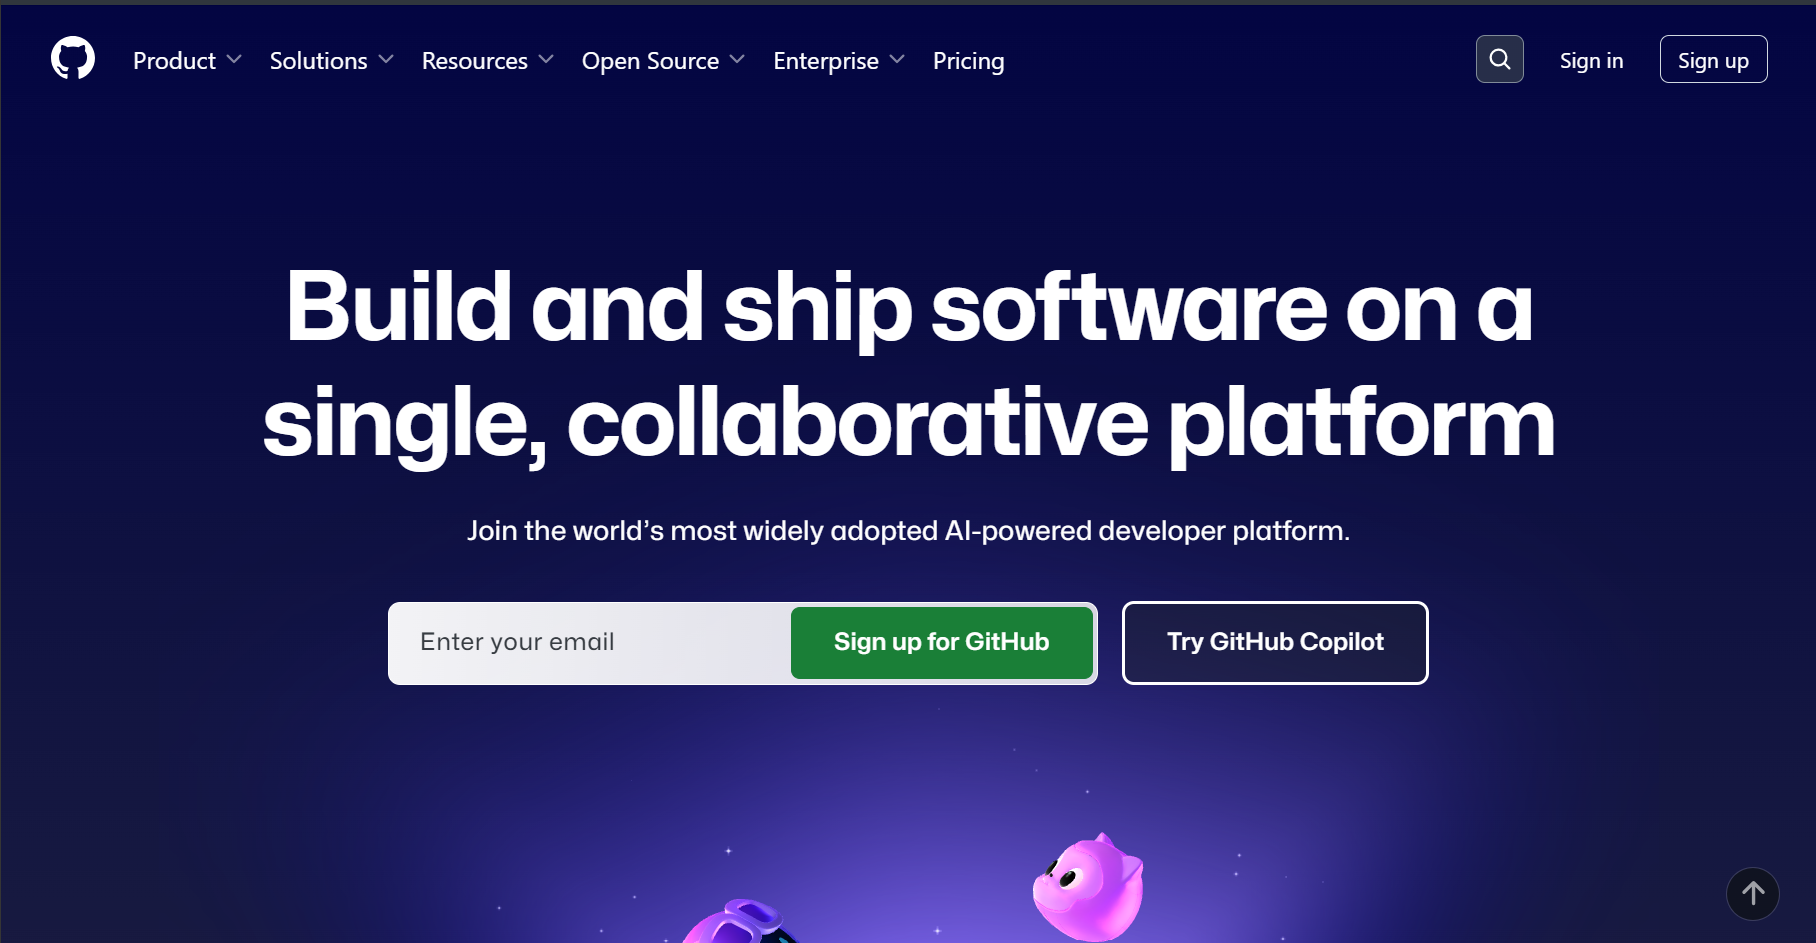 Product Solutions Resources Open Source Enterprise Pricing Sign in Sign up
Build and ship software on a
single, collaborative platform
Join the world’s most widely adopted AI-powered developer platform.
Enter your email Sign up for GitHub Try GitHub Copilot